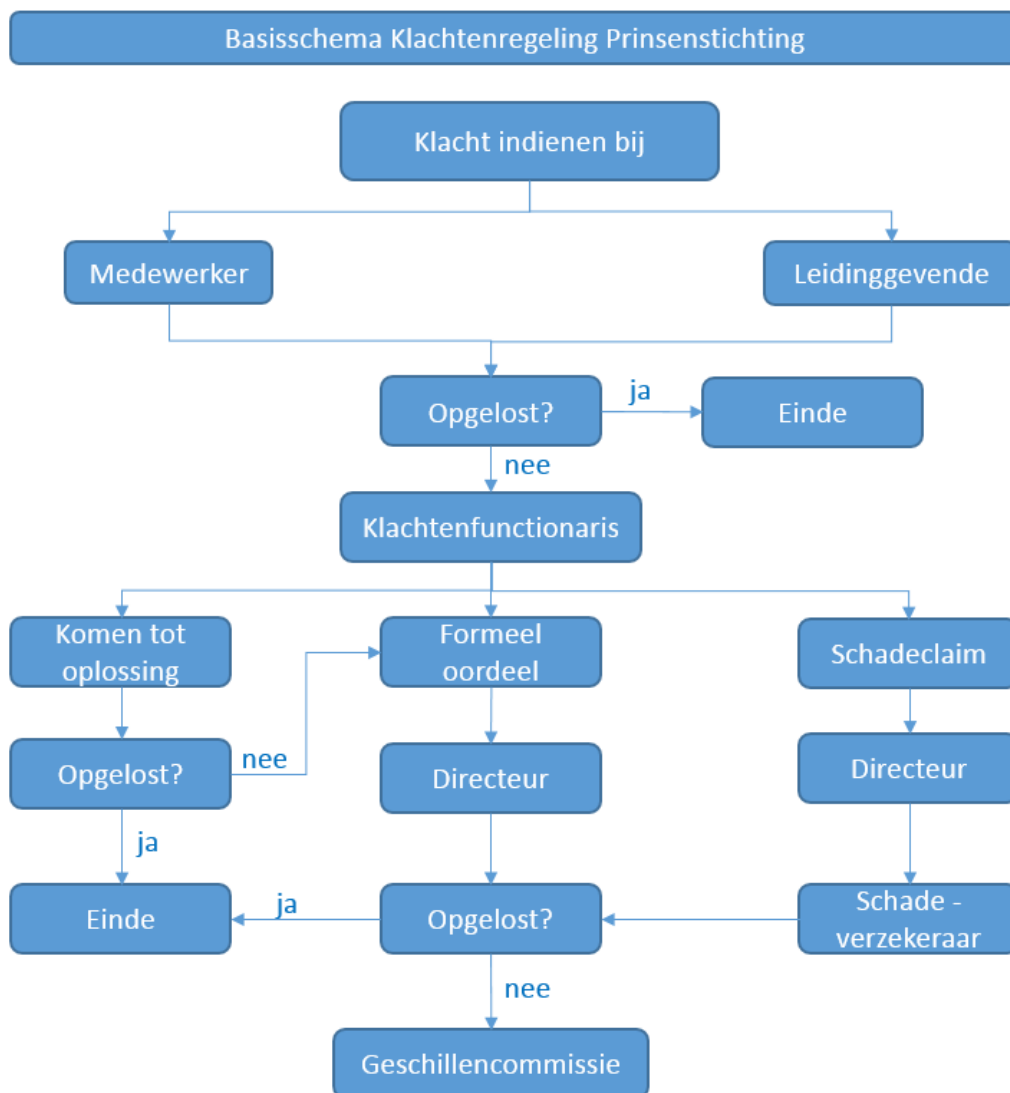 Basisschema Klachtenregeling Prinsenstichting
Klacht indienen bij
Medewerker
Leidinggevende
Opgelost?
ja
Einde
nee
Klachtenfunctionaris
Komen tot
oplossing
Formeel
oordeel
Schadeclaim
Opgelost?
nee
Directeur
Directeur
ja
Einde
ja
Opgelost?
Schade -
verzekeraar
nee
Geschillencommissie